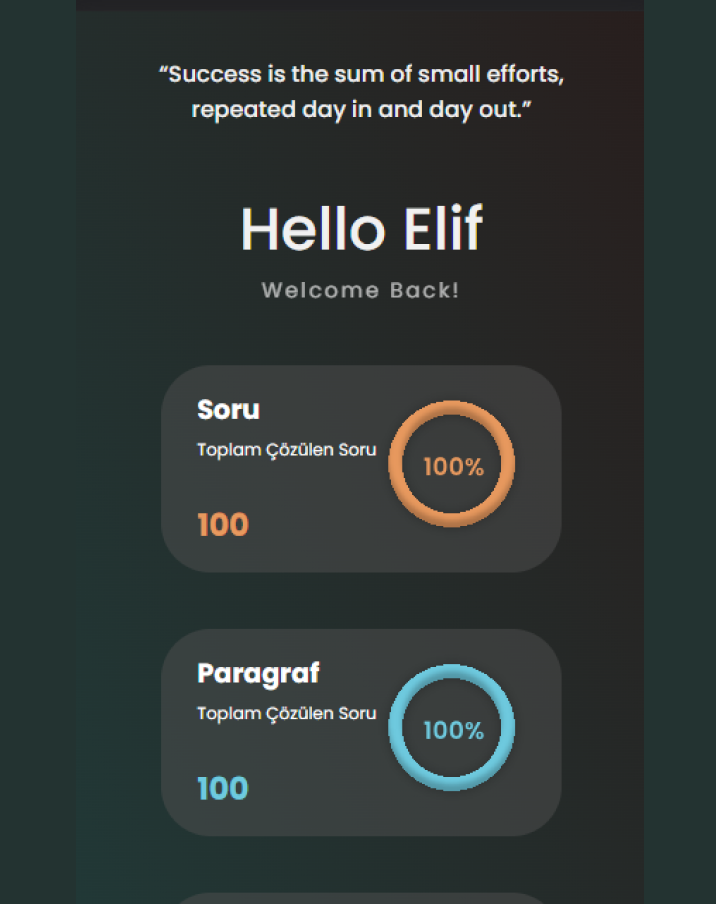 “Success is the sum of small efforts,
repeated day in and day out.”
Hello Elif
Welcome Back!
Soru
Toplam Çözülen Soru
100%
100
Paragraf
Toplam Çözülen Soru
100%
100